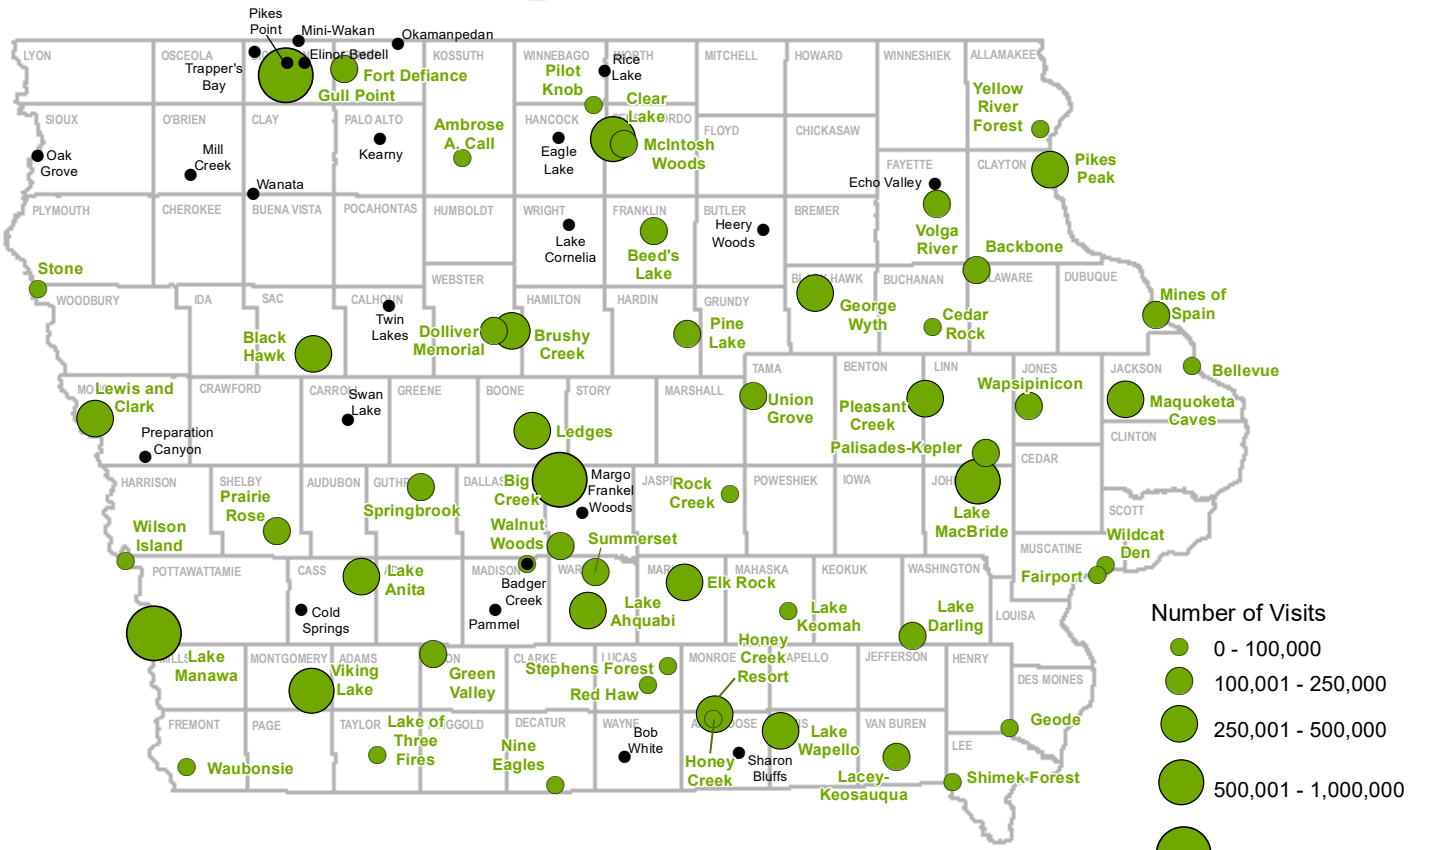 Pikes
Point
Mini-Wakan
Okamanpedan
LYON
OSCEOLA
Trapper's
Bay
Elinor Bedell
Fort Defiance
Gull Point
KOSSUTH
WINNEBAGO
WORTH
Rice
Lake
Pilot
Knob
MITCHELL
HOWARD
WINNESHIEK
ALLAMAKEE
Yellow
River
Forest
SIOUX
O'BRIEN
CLAY
PALO ALTO
Kearny
Ambrose
A. Call
HANCOCK
Eagle
Lake
Clear
Lake
McIntosh
Woods
FLOYD
CHICKASAW
FAYETTE
CLAYTON
Pikes
Peak
Oak
Grove
Mill
Creek
Wanata
Echo Valley
Volga
River
PLYMOUTH
CHEROKEE
BUENA VISTA
POCAHONTAS
HUMBOLDT
WRIGHT
Lake
Cornelia
FRANKLIN
Beed's
Lake
BUTLER
Heery
Woods
BREMER
Backbone
Stone
WOODBURY
IDA
SAC
Black
Hawk
CALHOUN
Twin
Lakes
WEBSTER
Dolliver
Memorial
HAMILTON
Brushy
Creek
HARDIN
GRUNDY
Pine
Lake
George
Wyth
BUCHANAN
Cedar
Rock
DUBUQUE
Mines of
Spain
Lewis and
Clark
CRAWFORD
CARROLL
Swan
Lake
GREENE
BOONE
Ledges
STORY
MARSHALL
TAMA
Union
Grove
BENTON
LINN
Pleasant
Creek
JONES
Wapsipinicon
JACKSON
Maquoketa
Caves
Bellevue
Preparation
Canyon
Palisades-Kepler
CLINTON
CEDAR
HARRISON
SHELBY
Prairie
Rose
AUDUBON
Springbrook
DALLAS
Big
Creek
Margo
Frankel
Woods
Walnut
Woods
Summerset
Rock
Creek
POWESHIEK
IOWA
Lake
MacBride
SCOTT
Wildcat
Den
MUSCATINE
Fairport
Wilson
Island
POTTAWATTAMIE
CASS
Cold
Springs
Lake
Anita
MADISON
Badger
Creek
Pammel
Lake
Ahquabi
Elk Rock
MAHASKA
Lake
Keomah
KEOKUK
WASHINGTON
Lake
Darling
LOUISA
MILLS
Lake
Manawa
MONTGOMERY
Viking
Lake
ADAMS
Green
Valley
CLARKE
LUCAS
Stephens Forest
Red Haw
MONROE
Honey
Creek
Resort
JEFFERSON
HENRY
DES MOINES
FREMONT
Waubonsie
PAGE
TAYLOR
Lake of
Three
Fires
DECATUR
Nine
Eagles
WAYNE
Bob
White
Honey
Creek
Sharon
Bluffs
Lake
Wapello
VAN BUREN
Lacey-
Keosauqua
LEE
Geode
Shimek Forest
Number of Visits
0 - 100,000
100,001 - 250,000
250,001 - 500,000
500,001 - 1,000,000